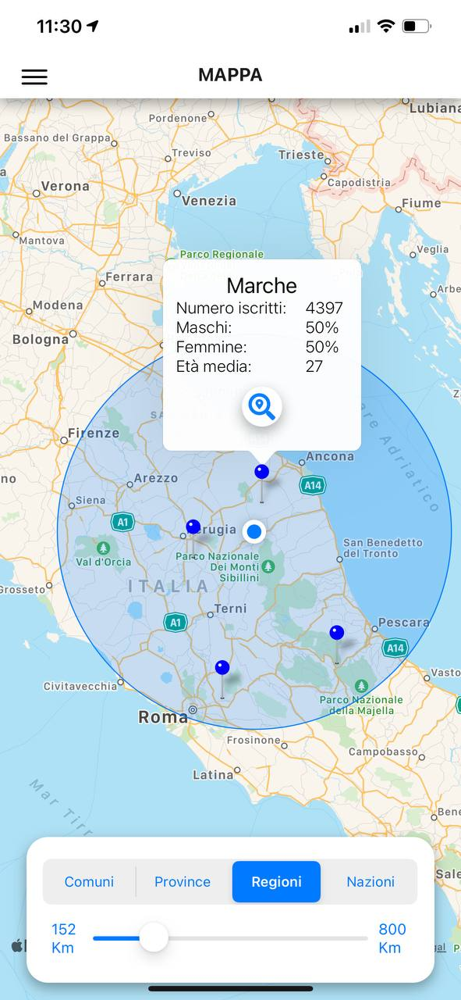 11:30
MAPPA
Lubiana
Pordenone
Bassano del Grappa
Treviso
Trieste
Capodistria
Verona
Venezia
Fiume
Mantova
Veglia
Parco Regionale
Ferrara
Marche
Modena
Numero iscritti: 4397
Maschi: 50%
Bologna
Femmine: 50%
Età media: 27
Firenze
Mare Adriatico
Ancona
Arezzo
A14
Siena
A1
Perugia
San Benedetto
del Tronto
Val d'Orcia
Parco Nazionale
Dei Monti
Sibillini
Grosseto
ITALIA
Terni
A1
Pescara
A14
Vasto
Civitavecchia
Parco Nazionale
della Majella
Roma
Frosinone
Campobasso
Latina
Mar Tirr
Bene
Comuni
Province
Regioni
Nazioni
Sale
152
Km
800
Km